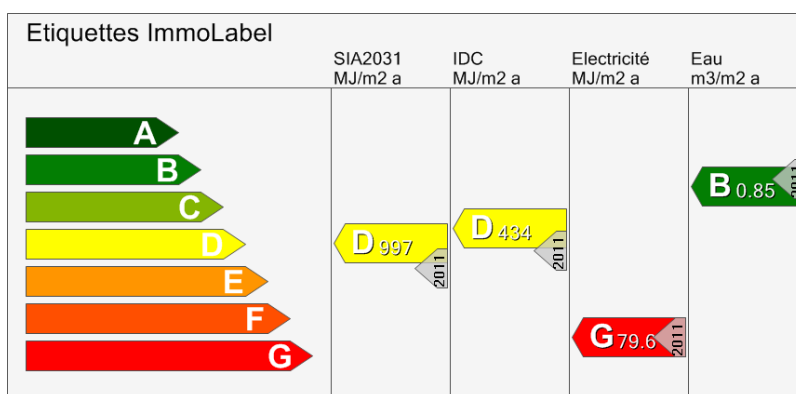 Etiquettes ImmoLabel
SIA2031 IDC Electricité Eau
MJ/m2 a MJ/m2 a MJ/m2 a m3/m2 a
A
B
C
D
E
F
G
D 997
2011
D 434
2011
G 79.6
2011
B 0.85
2011